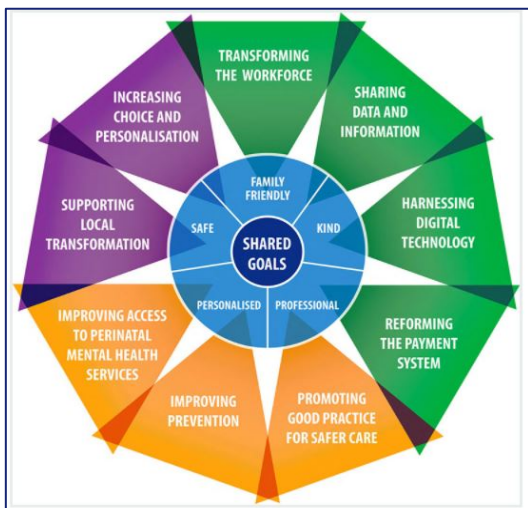 TRANSFORMING
THE WORKFORCE
SHARING
DATA AND
INFORMATION
HARNESSING
DIGITAL
TECHNOLOGY
REFORMING
THE PAYMENT
SYSTEM
PROMOTING
GOOD PRACTICE
FOR SAFER CARE
IMPROVING
PREVENTION
IMPROVING ACCESS
TO PERINATAL
MENTAL HEALTH
SERVICES
SUPPORTING
LOCAL
TRANSFORMATION
INCREASING
CHOICE AND
PERSONALISATION
FAMILY
FRIENDLY
KIND
PROFESSIONAL
PERSONALISED
SAFE
SHARED
GOALS